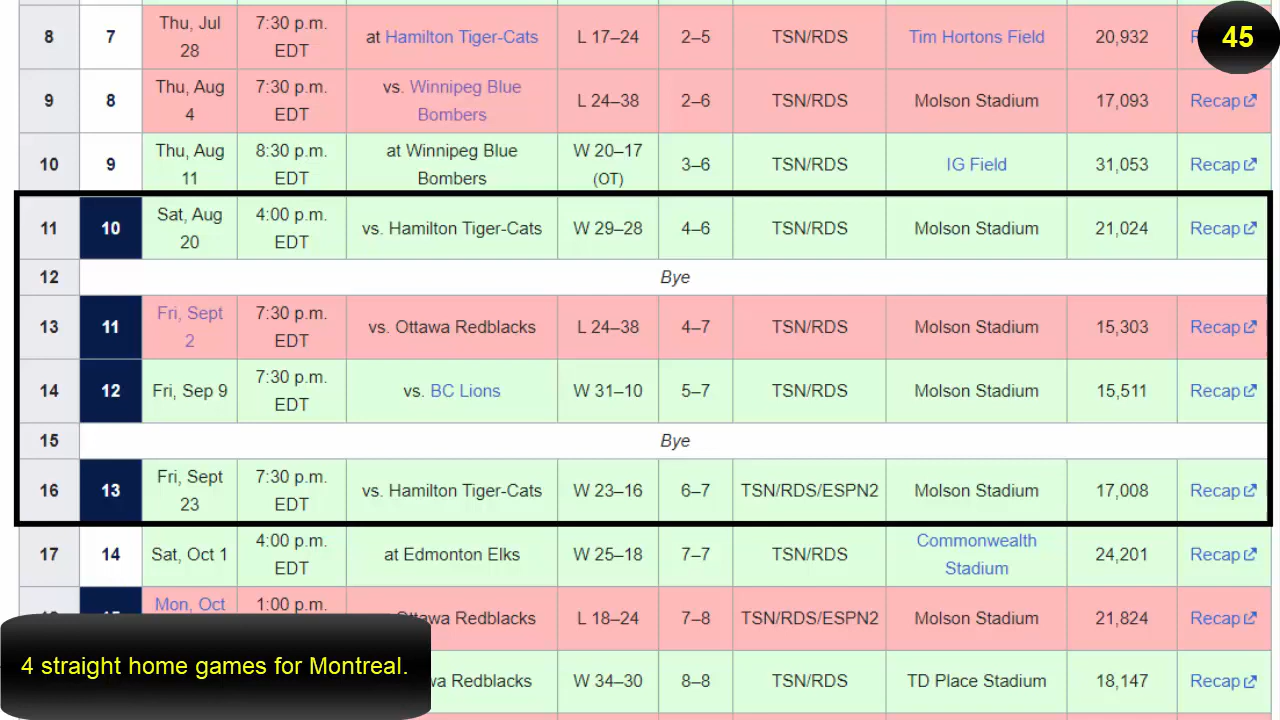 8 7 Thu, Jul 28 7:30 p.m. EDT at Hamilton Tiger-Cats L 17–24 2–5 TSN/RDS Tim Hortons Field 20,932
45
9 8 Thu, Aug 4 7:30 p.m. EDT vs. Winnipeg Blue Bombers L 24–38 2–6 TSN/RDS Molson Stadium 17,093 Recap
10 9 Thu, Aug 11 8:30 p.m. EDT at Winnipeg Blue Bombers W 20–17 (OT) 3–6 TSN/RDS IG Field 31,053 Recap
11 10 Sat, Aug 20 4:00 p.m. EDT vs. Hamilton Tiger-Cats W 29–28 4–6 TSN/RDS Molson Stadium 21,024 Recap
12 Bye
13 11 Fri, Sept 2 7:30 p.m. EDT vs. Ottawa Redblacks L 24–38 4–7 TSN/RDS Molson Stadium 15,303 Recap
14 12 Fri, Sep 9 7:30 p.m. EDT vs. BC Lions W 31–10 5–7 TSN/RDS Molson Stadium 15,511 Recap
15 Bye
16 13 Fri, Sept 23 7:30 p.m. EDT vs. Hamilton Tiger-Cats W 23–16 6–7 TSN/RDS/ESPN2 Molson Stadium 17,008 Recap
17 14 Sat, Oct 1 4:00 p.m. EDT at Edmonton Elks W 25–18 7–7 TSN/RDS Commonwealth Stadium 24,201 Recap
Mon, Oct 1:00 p.m. Redblacks L 18–24 7–8 TSN/RDS/ESPN2 Molson Stadium 21,824 Recap
Redblacks W 34–30 8–8 TSN/RDS TD Place Stadium 18,147 Recap
4 straight home games for Montreal.